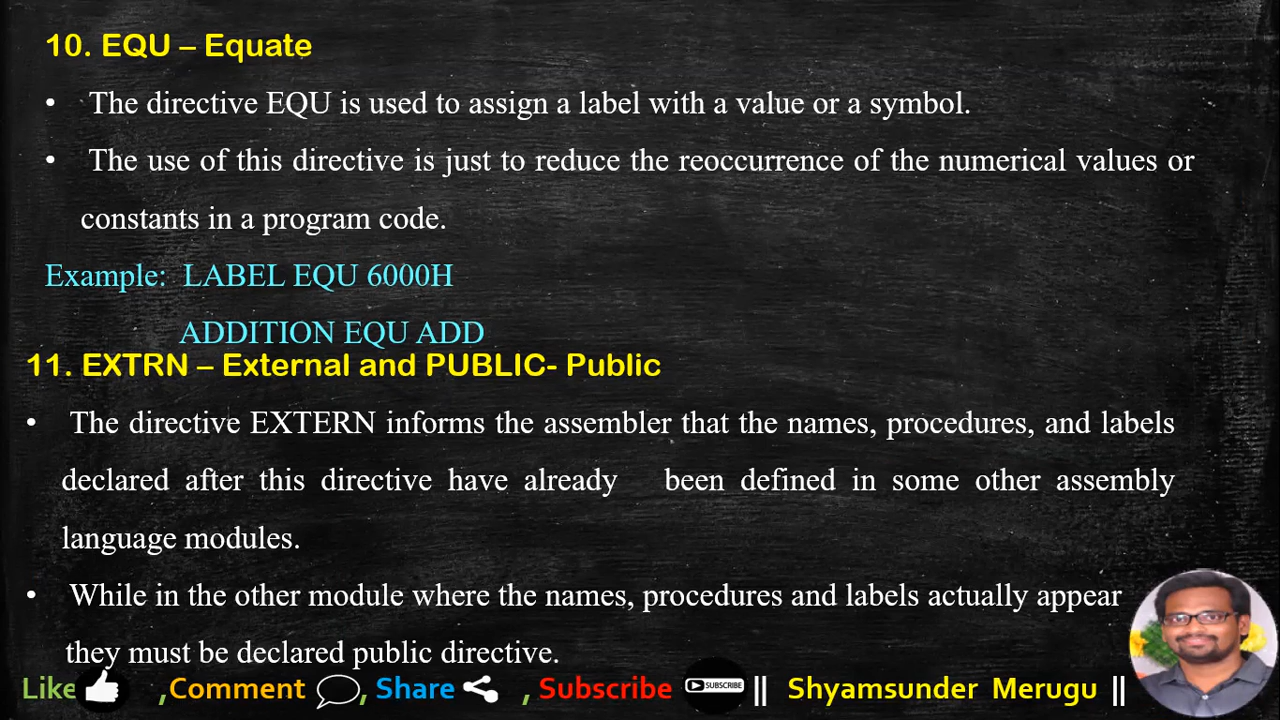 10. EQU – Equate
• The directive EQU is used to assign a label with a value or a symbol.
• The use of this directive is just to reduce the reoccurrence of the numerical values or
constants in a program code.
Example: LABEL EQU 6000H
ADDITION EQU ADD
11. EXTRN – External and PUBLIC- Public
• The directive EXTERN informs the assembler that the names, procedures, and labels
declared after this directive have already been defined in some other assembly
language modules.
• While in the other module where the names, procedures and labels actually appear
they must be declared public directive.
Like ,Comment , Share , Subscribe SUBSCRIBE || Shyamsunder Merugu ||